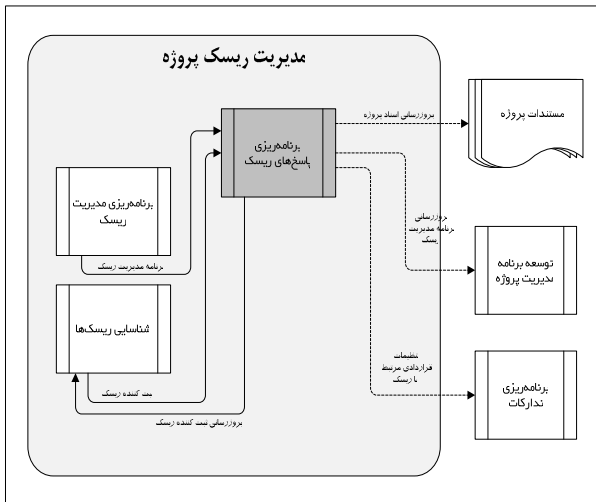 مدیریت ریسک پروژه
برنامه‌ریزی
پاسخ‌های ریسک
بروزرسانی اسناد پروژه
مستندات پروژه
برنامه‌ریزی مدیریت
ریسک
برنامه مدیریت ریسک
بروزرسانی
برنامه مدیریت
ریسک
توسعه برنامه
مدیریت پروژه
شناسایی ریسک‌ها
ثبت کننده ریسک
بروزرسانی ثبت کننده ریسک
تنظیمات
قراردادی مرتبط
با ریسک
برنامه‌ریزی
تدارکات